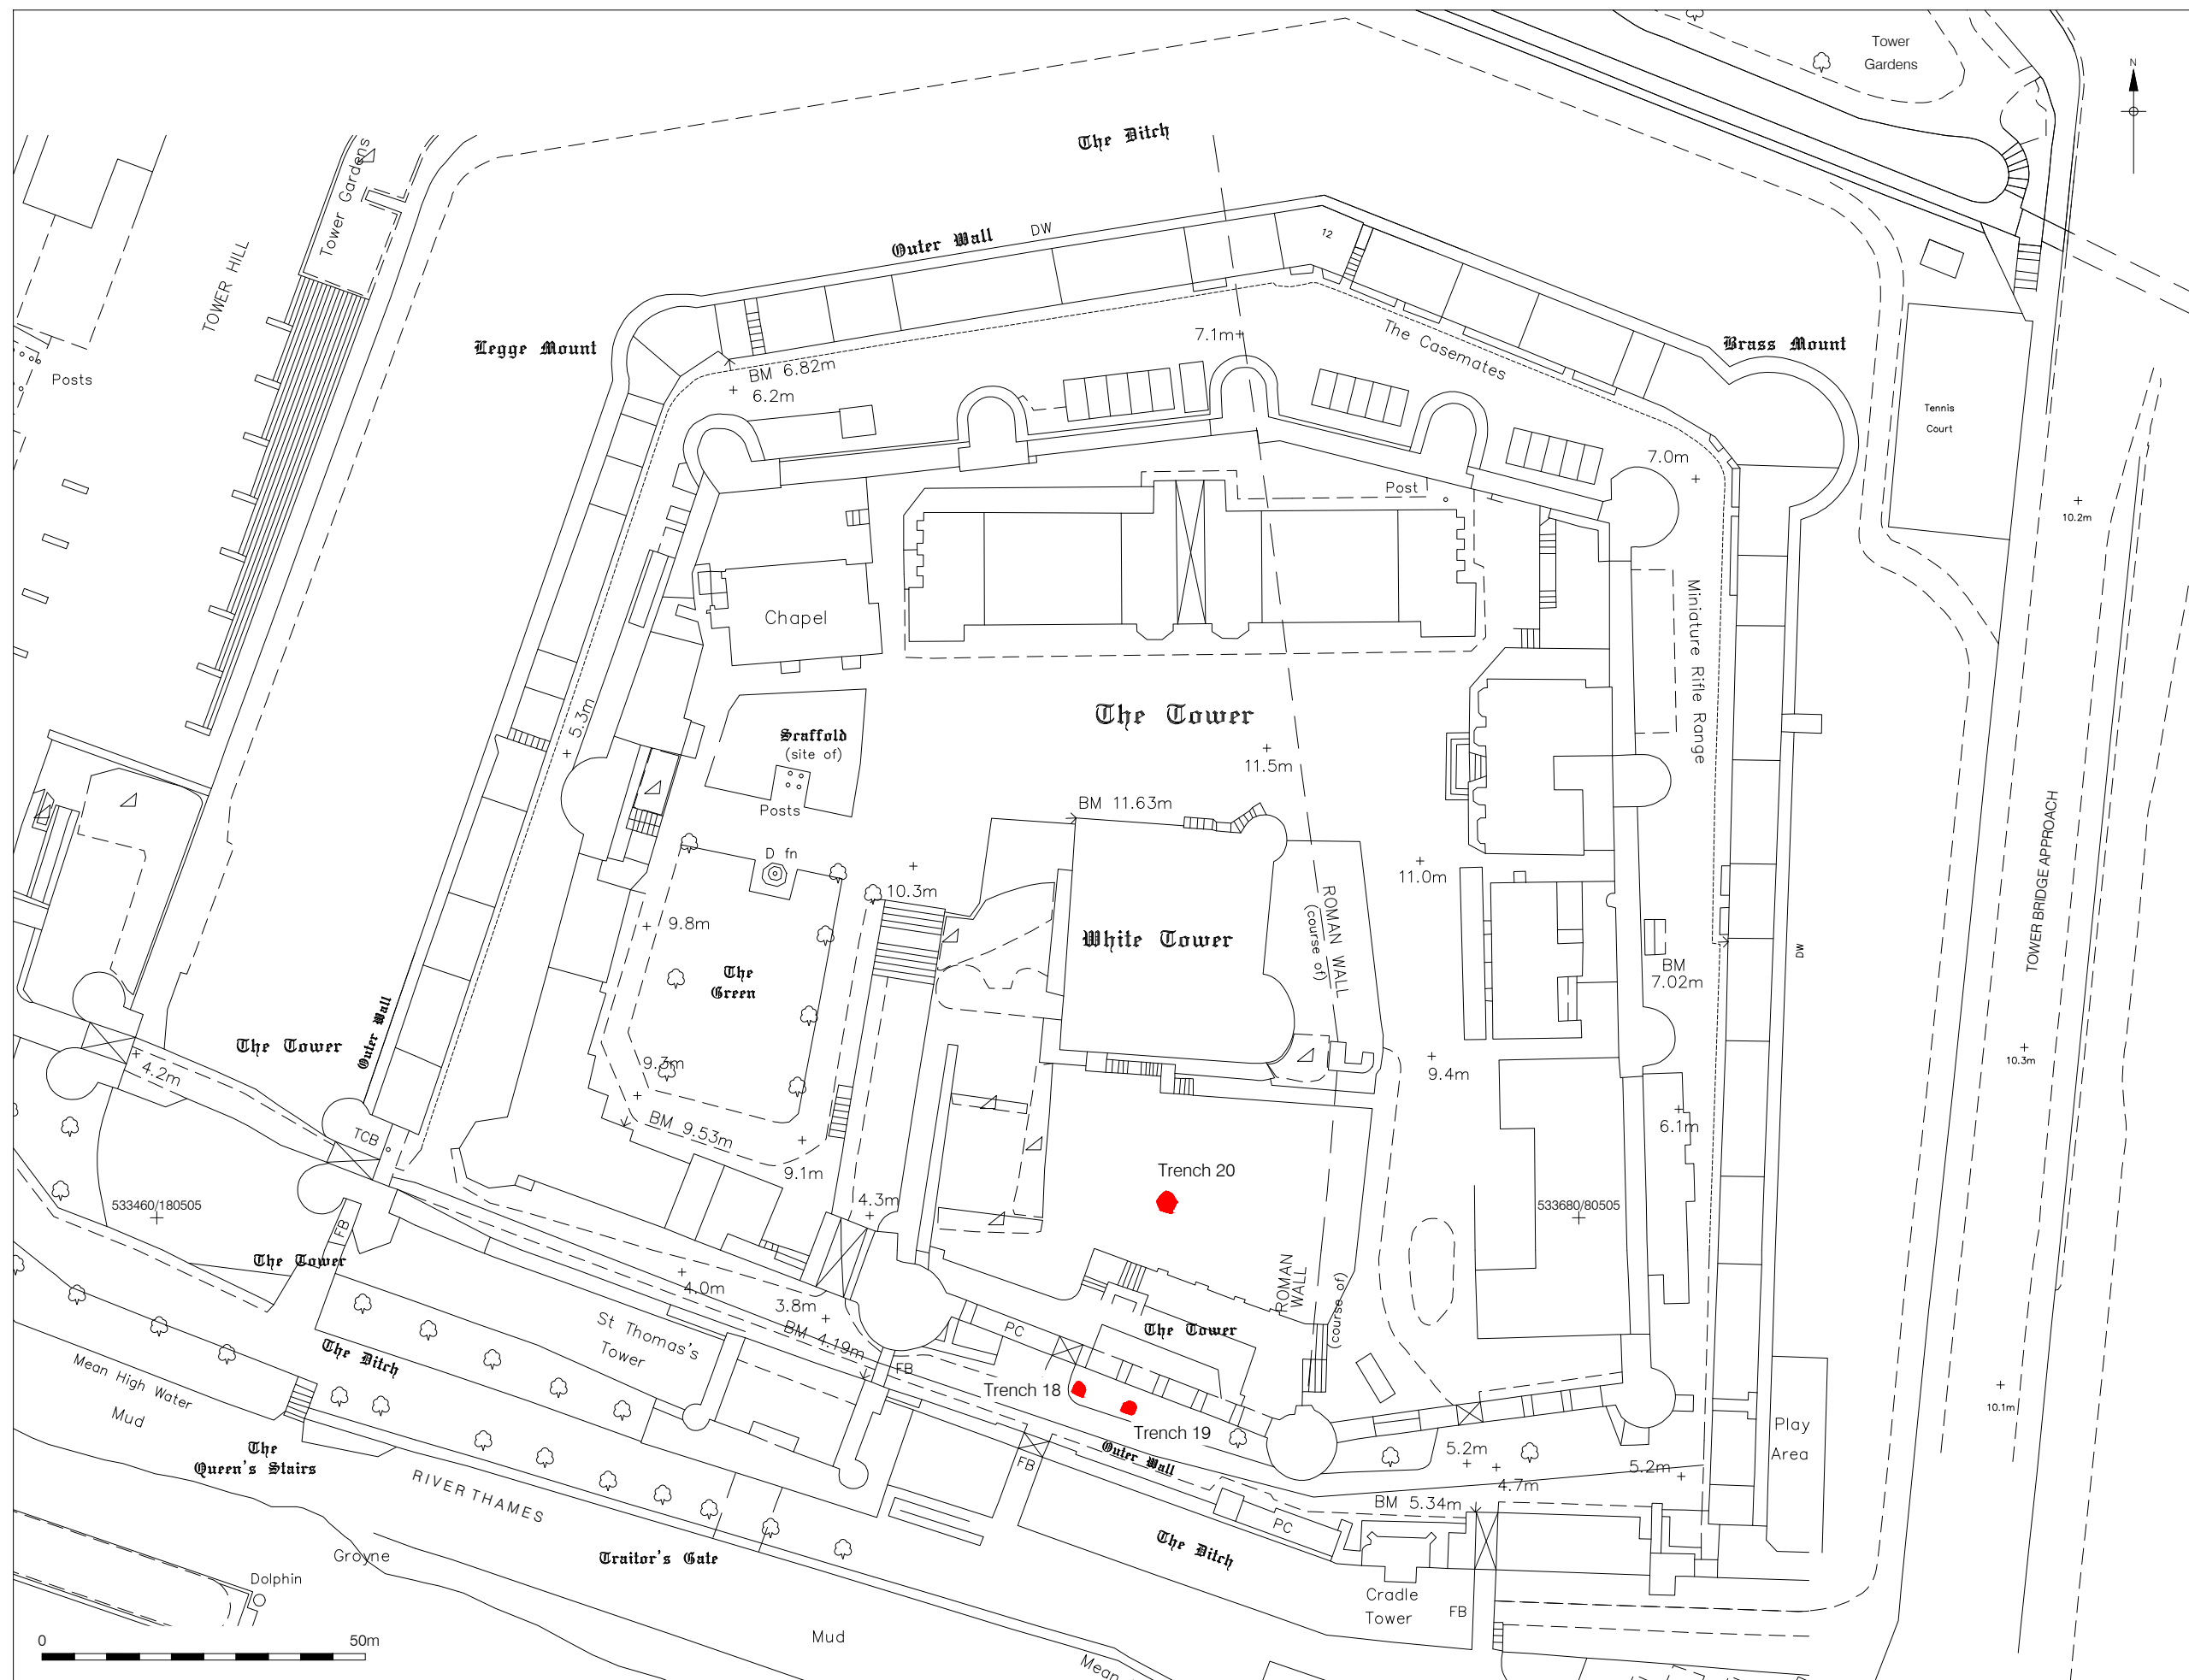 Tower
Gardens
N
The Ditch
Tower Gardens
TOWER HILL
Outer Wall
DW
12
Legge Mount
Brass Mount
Posts
7.1m
The Casemates
BM 6.82m
6.2m
Tennis
Court
7.0m
Post
10.2m
Chapel
Miniature Rifle Range
5.3m
The Tower
Scaffold
(site of)
11.5m
Posts
BM 11.63m
D fn
10.3m
11.0m
TOWER BRIDGE APPROACH
ROMAN WALL
(course of)
9.8m
White Tower
DW
The
Green
BM
7.02m
Outer Wall
The Tower
4.2m
9.3m
9.4m
10.3m
TCB
BM 9.53m
6.1m
9.1m
Trench 20
533460/180505
4.3m
533680/80505
FB
The Tower
4.0m
3.8m
ROMAN
WALL
(course of)
St Thomas's
Tower
BM 4.19m
PC
The Tower
The Ditch
FB
Mean High Water
Mud
Trench 18
Trench 19
10.1m
Play
Area
The
Queen's Stairs
RIVER THAMES
FB
Outer Wall
5.2m
5.2m
4.7m
BM 5.34m
PC
Groyne
Traitor's Gate
The Ditch
Dolphin
Cradle
Tower
FB
0
50m
Mud
Mean